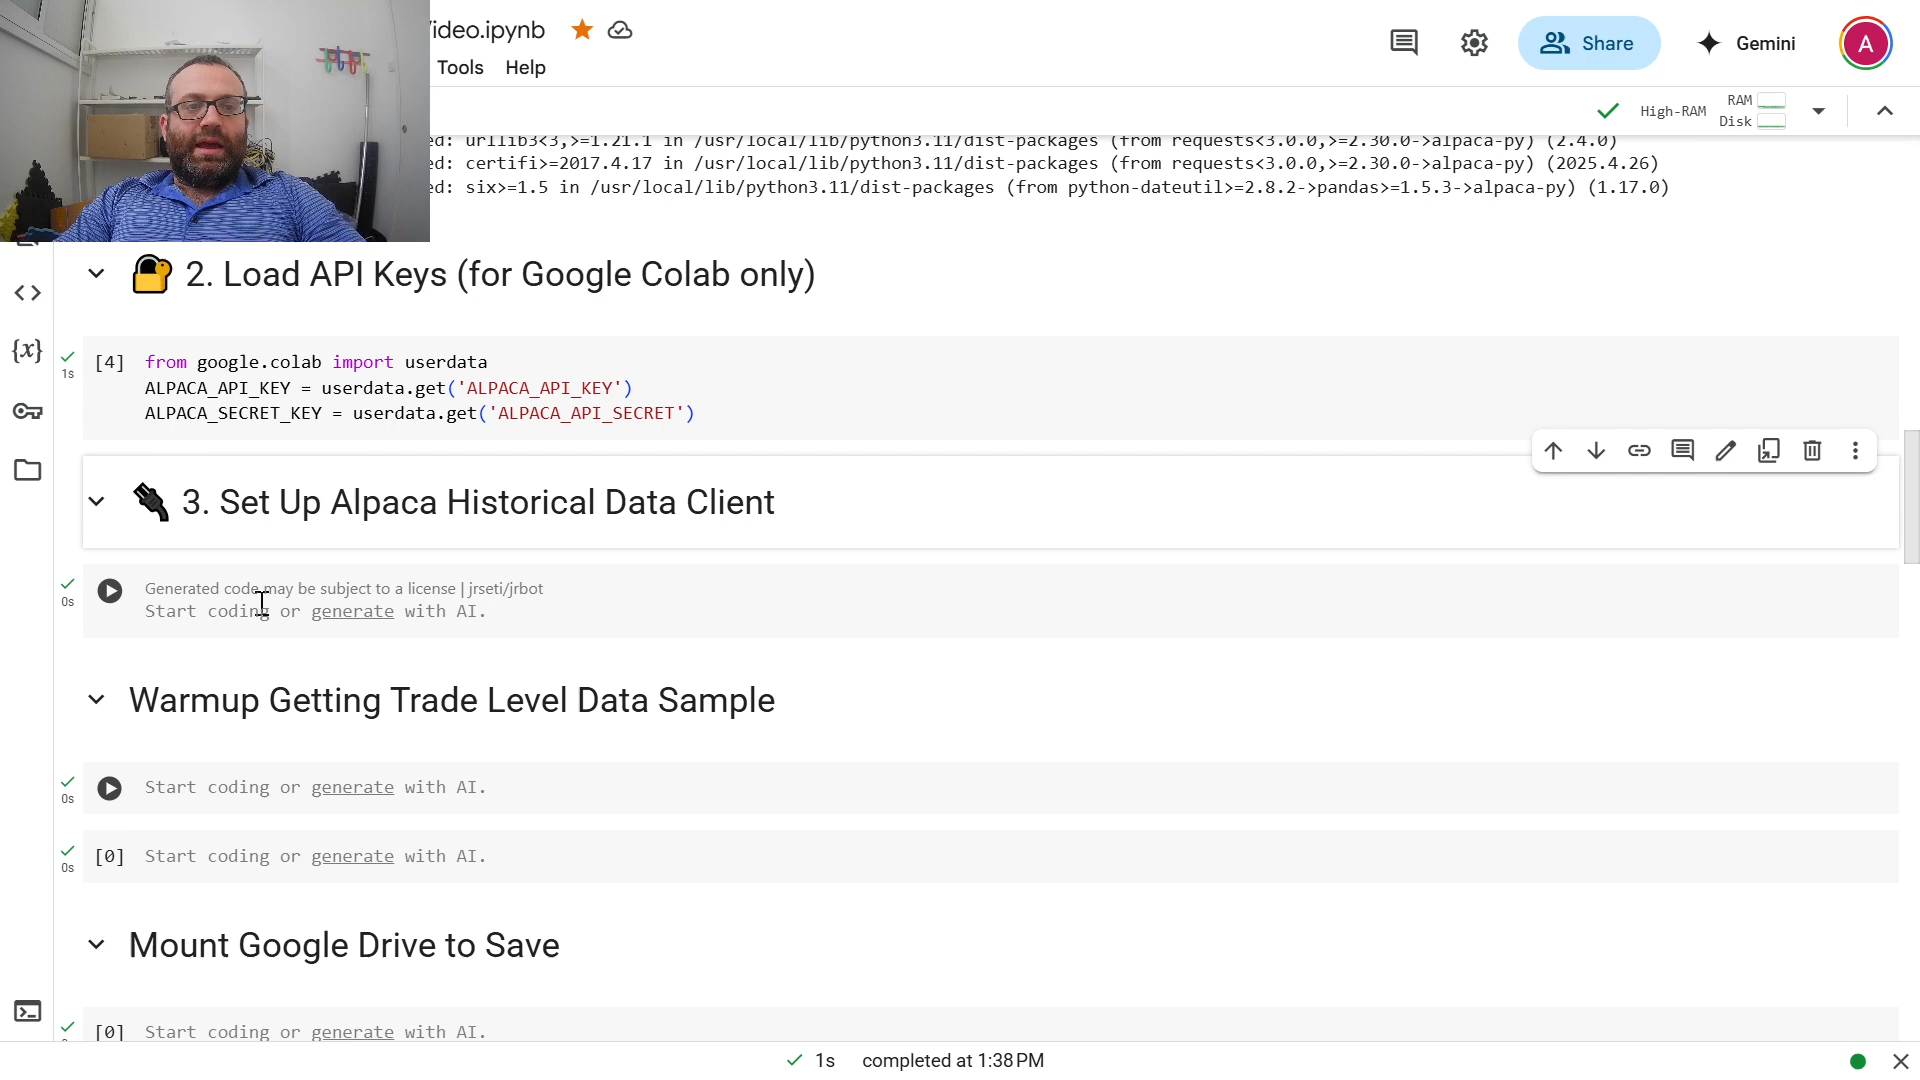 ideo.ipynb
Share
Gemini
A
Tools Help
High-RAM
RAM
Disk
ed: urllib3<3,>=1.21.1 in /usr/local/lib/python3.11/dist-packages (from requests<3.0.0,>=2.30.0->alpaca-py) (2.4.0)
ed: certifi>=2017.4.17 in /usr/local/lib/python3.11/dist-packages (from requests<3.0.0,>=2.30.0->alpaca-py) (2025.4.26)
ed: six>=1.5 in /usr/local/lib/python3.11/dist-packages (from python-dateutil>=2.8.2->pandas>=1.5.3->alpaca-py) (1.17.0)
2. Load API Keys (for Google Colab only)
1s
[4] from google.colab import userdata
ALPACA_API_KEY = userdata.get('ALPACA_API_KEY')
ALPACA_SECRET_KEY = userdata.get('ALPACA_API_SECRET')
3. Set Up Alpaca Historical Data Client
0s
Generated code may be subject to a license | jrseti/jrbot
Start coding or generate with AI.
Warmup Getting Trade Level Data Sample
0s
Start coding or generate with AI.
0s
[0] Start coding or generate with AI.
Mount Google Drive to Save
[0] Start coding or generate with AI.
1s completed at 1:38 PM